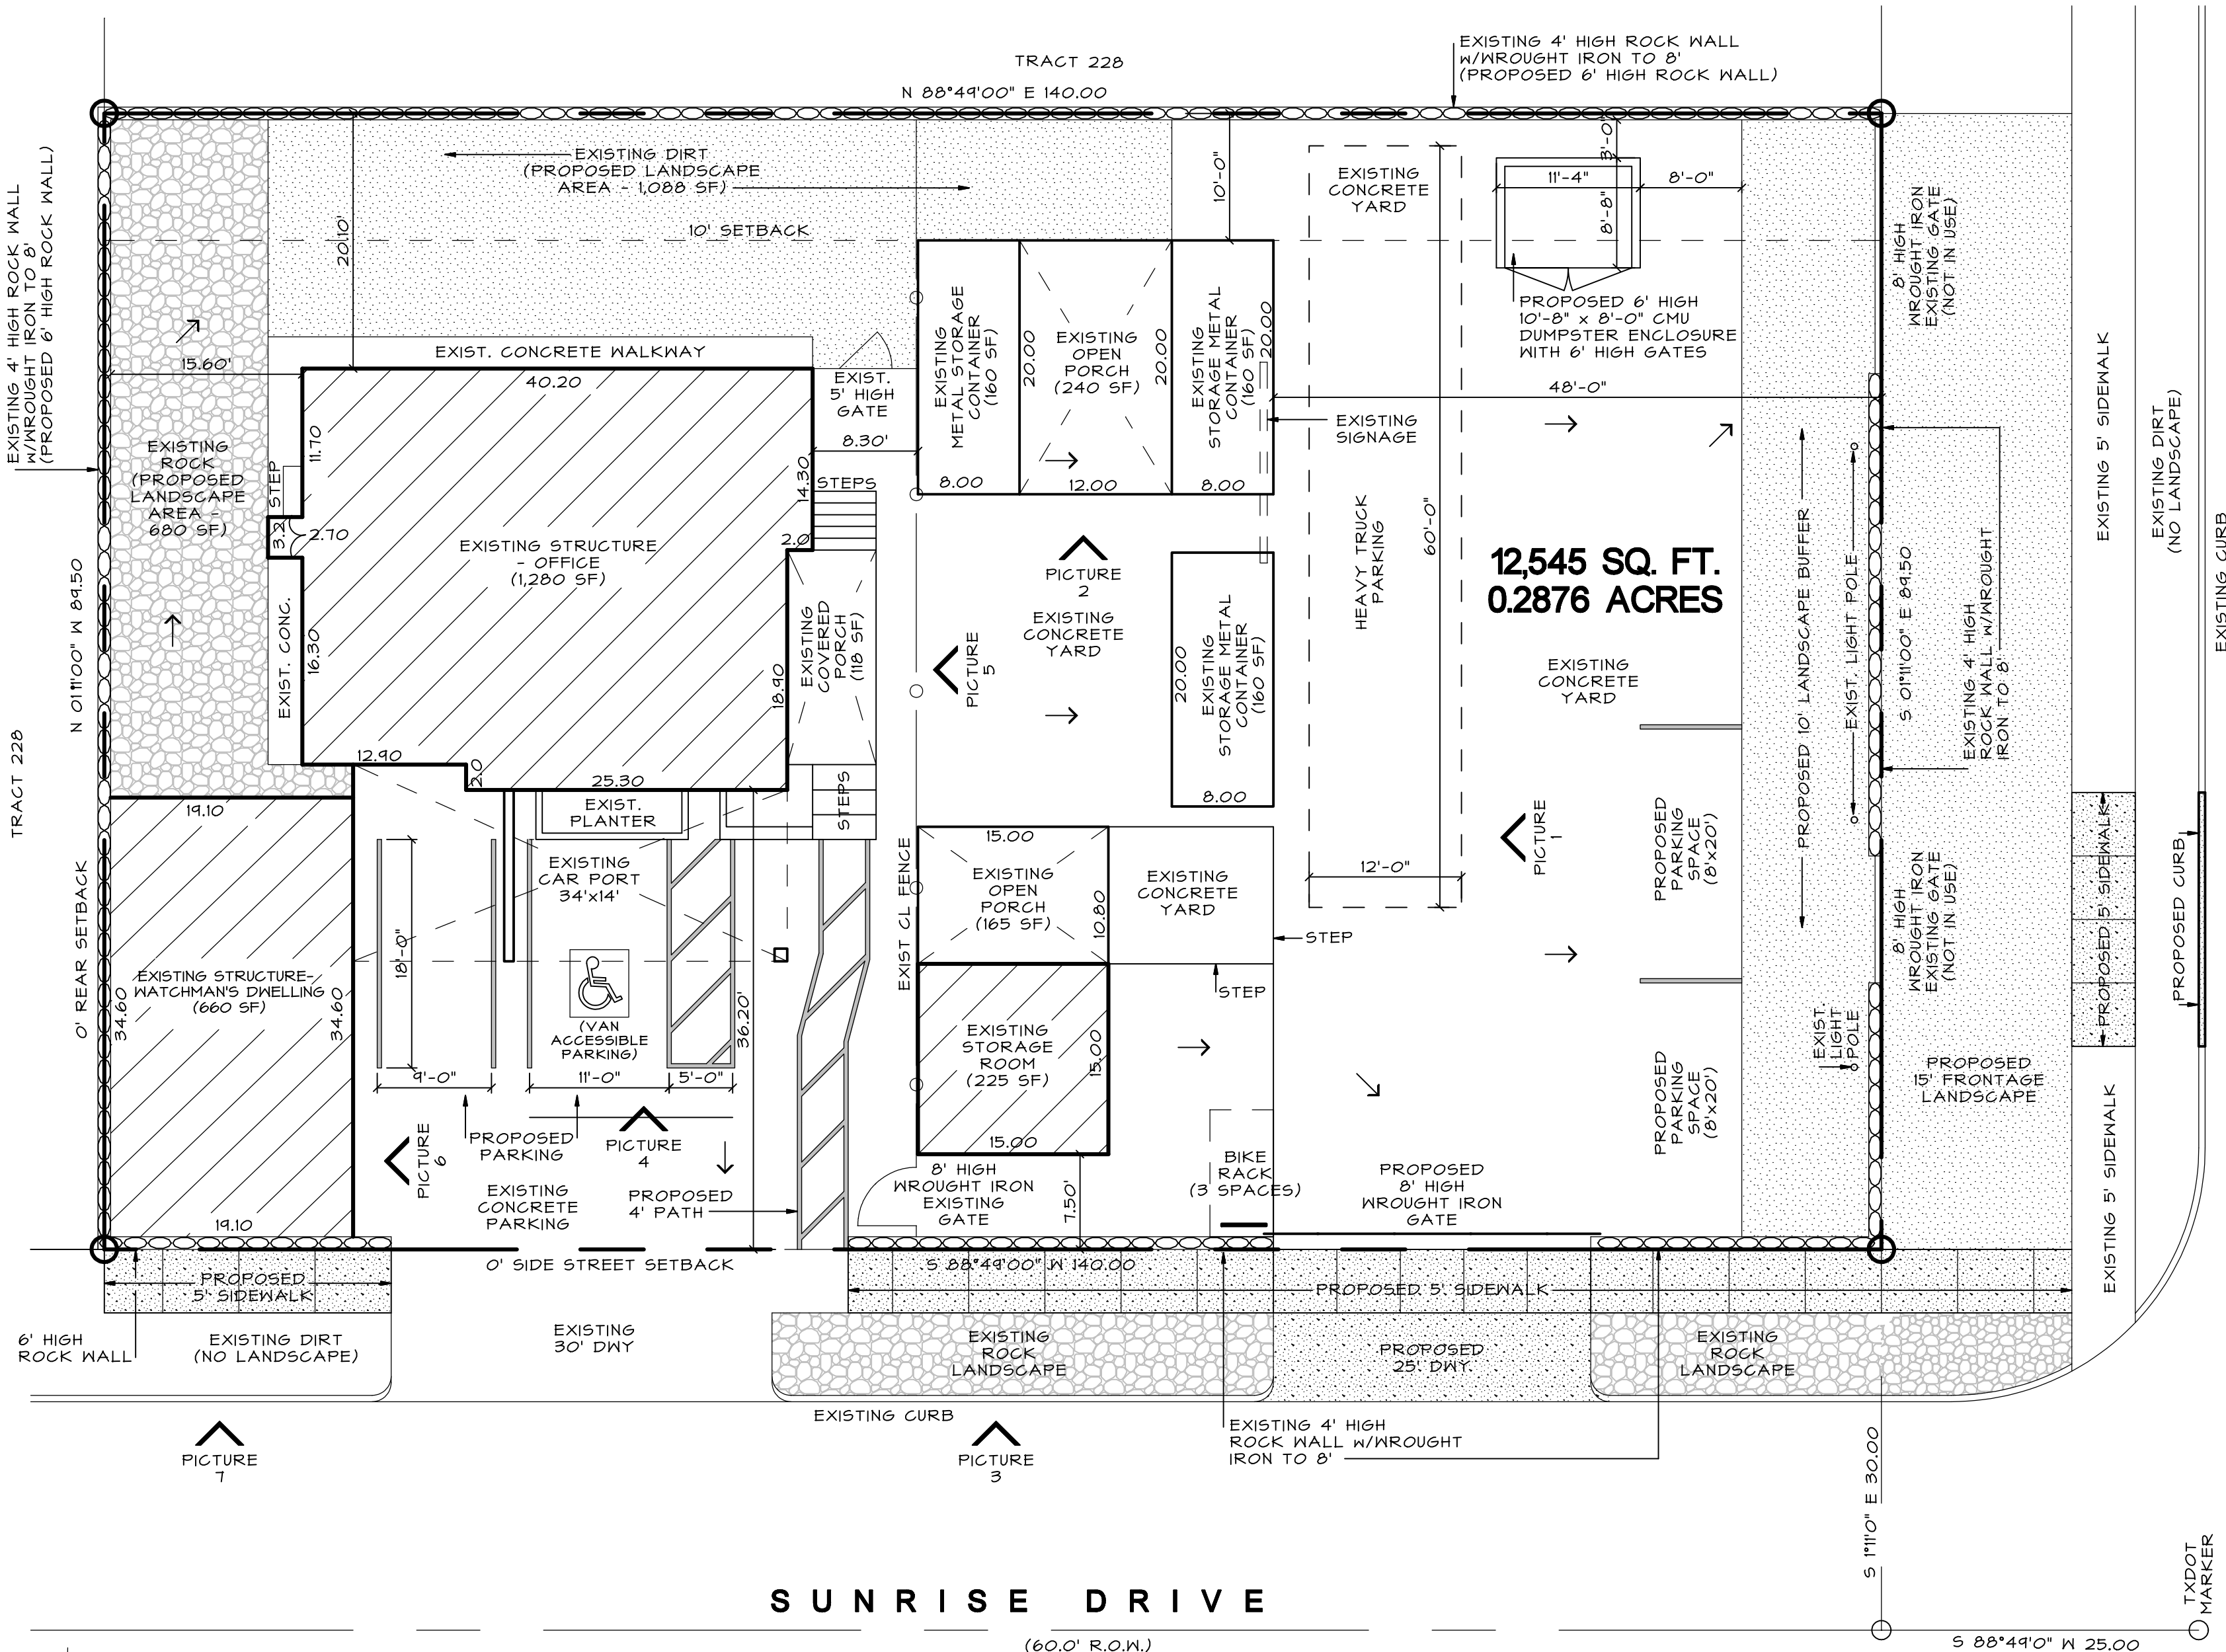 TRACT 228
N 88°49'00" E 140.00
EXISTING 4' HIGH ROCK WALL
W/WROUGHT IRON TO 8'
(PROPOSED 6' HIGH ROCK WALL)
EXISTING 4' HIGH ROCK WALL
W/WROUGHT IRON TO 8'
(PROPOSED 6' HIGH ROCK WALL)
N 01°11'00" W 89.50
TRACT 228
0' REAR SETBACK
EXISTING DIRT
(PROPOSED LANDSCAPE
AREA - 1,088 SF)
10' SETBACK
20.10'
15.60'
EXISTING
ROCK
(PROPOSED
LANDSCAPE
AREA -
680 SF)
EXIST. CONCRETE WALKWAY
40.20
11.70
STEP
3.2
2.70
EXIST. CONC.
16.30
EXISTING STRUCTURE
- OFFICE
(1,280 SF)
14.30
2.0
18.90
12.90
2.0
25.30
EXIST.
5' HIGH
GATE
8.30'
STEPS
EXISTING
COVERED
PORCH
(118 SF)
STEPS
EXISTING
METAL STORAGE
CONTAINER
(160 SF)
8.00
20.00
EXISTING
OPEN
PORCH
(240 SF)
12.00
20.00
EXISTING
STORAGE METAL
CONTAINER
(160 SF)
8.00
20.00
10'-0"
EXISTING
CONCRETE
YARD
EXISTING
SIGNAGE
11'-4"
8'-0"
3'-0"
8'-8"
PROPOSED 6' HIGH
10'-8" x 8'-0" CMU
DUMPSTER ENCLOSURE
WITH 6' HIGH GATES
48'-0"
HEAVY TRUCK
PARKING
60'-0"
12'-0"
12,545 SQ. FT.
0.2876 ACRES
PICTURE
2
EXISTING
CONCRETE
YARD
PICTURE
5
20.00
EXISTING
STORAGE METAL
CONTAINER
(160 SF)
8.00
EXISTING
CONCRETE
YARD
PICTURE
1
PROPOSED
PARKING
SPACE
(8'x20')
PROPOSED
PARKING
SPACE
(8'x20')
PROPOSED 10' LANDSCAPE BUFFER
EXIST. LIGHT POLE
EXIST.
LIGHT
POLE
8' HIGH
WROUGHT IRON
EXISTING GATE
(NOT IN USE)
S 01°11'00" E 89.50
EXISTING 4' HIGH
ROCK WALL W/WROUGHT
IRON TO 8'
8' HIGH
WROUGHT IRON
EXISTING GATE
(NOT IN USE)
PROPOSED
15' FRONTAGE
LANDSCAPE
EXISTING 5' SIDEWALK
EXISTING DIRT
(NO LANDSCAPE)
EXISTING CURB
PROPOSED 5' SIDEWALK
PROPOSED CURB
EXISTING 5' SIDEWALK
19.10
EXISTING STRUCTURE-
WATCHMAN'S DWELLING
(660 SF)
34.60
34.60
19.10
EXIST.
PLANTER
EXISTING
CAR PORT
34'x14'
18'-0"
(VAN
ACCESSIBLE
PARKING)
9'-0"
11'-0"
5'-0"
36.20'
PROPOSED
PARKING
PICTURE
4
PICTURE
6
EXISTING
CONCRETE
PARKING
PROPOSED
4' PATH
EXIST CL FENCE
15.00
EXISTING
OPEN
PORCH
(165 SF)
10.80
EXISTING
CONCRETE
YARD
STEP
STEP
EXISTING
STORAGE
ROOM
(225 SF)
15.00
15.00
8' HIGH
WROUGHT IRON
EXISTING
GATE
7.50'
BIKE
RACK
(3 SPACES)
PROPOSED
8' HIGH
WROUGHT IRON
GATE
0' SIDE STREET SETBACK
S 88°49'00" W 140.00
PROPOSED
5' SIDEWALK
PROPOSED 5' SIDEWALK
6' HIGH
ROCK WALL
EXISTING DIRT
(NO LANDSCAPE)
EXISTING
30' DWY
EXISTING
ROCK
LANDSCAPE
PROPOSED
25' DWY
EXISTING
ROCK
LANDSCAPE
EXISTING CURB
EXISTING 4' HIGH
ROCK WALL W/WROUGHT
IRON TO 8'
PICTURE
7
PICTURE
3
S 1°11'0" E 30.00
TXDOT
MARKER
SUNRISE DRIVE
(60.0' R.O.W.)
S 88°49'0" W 25.00